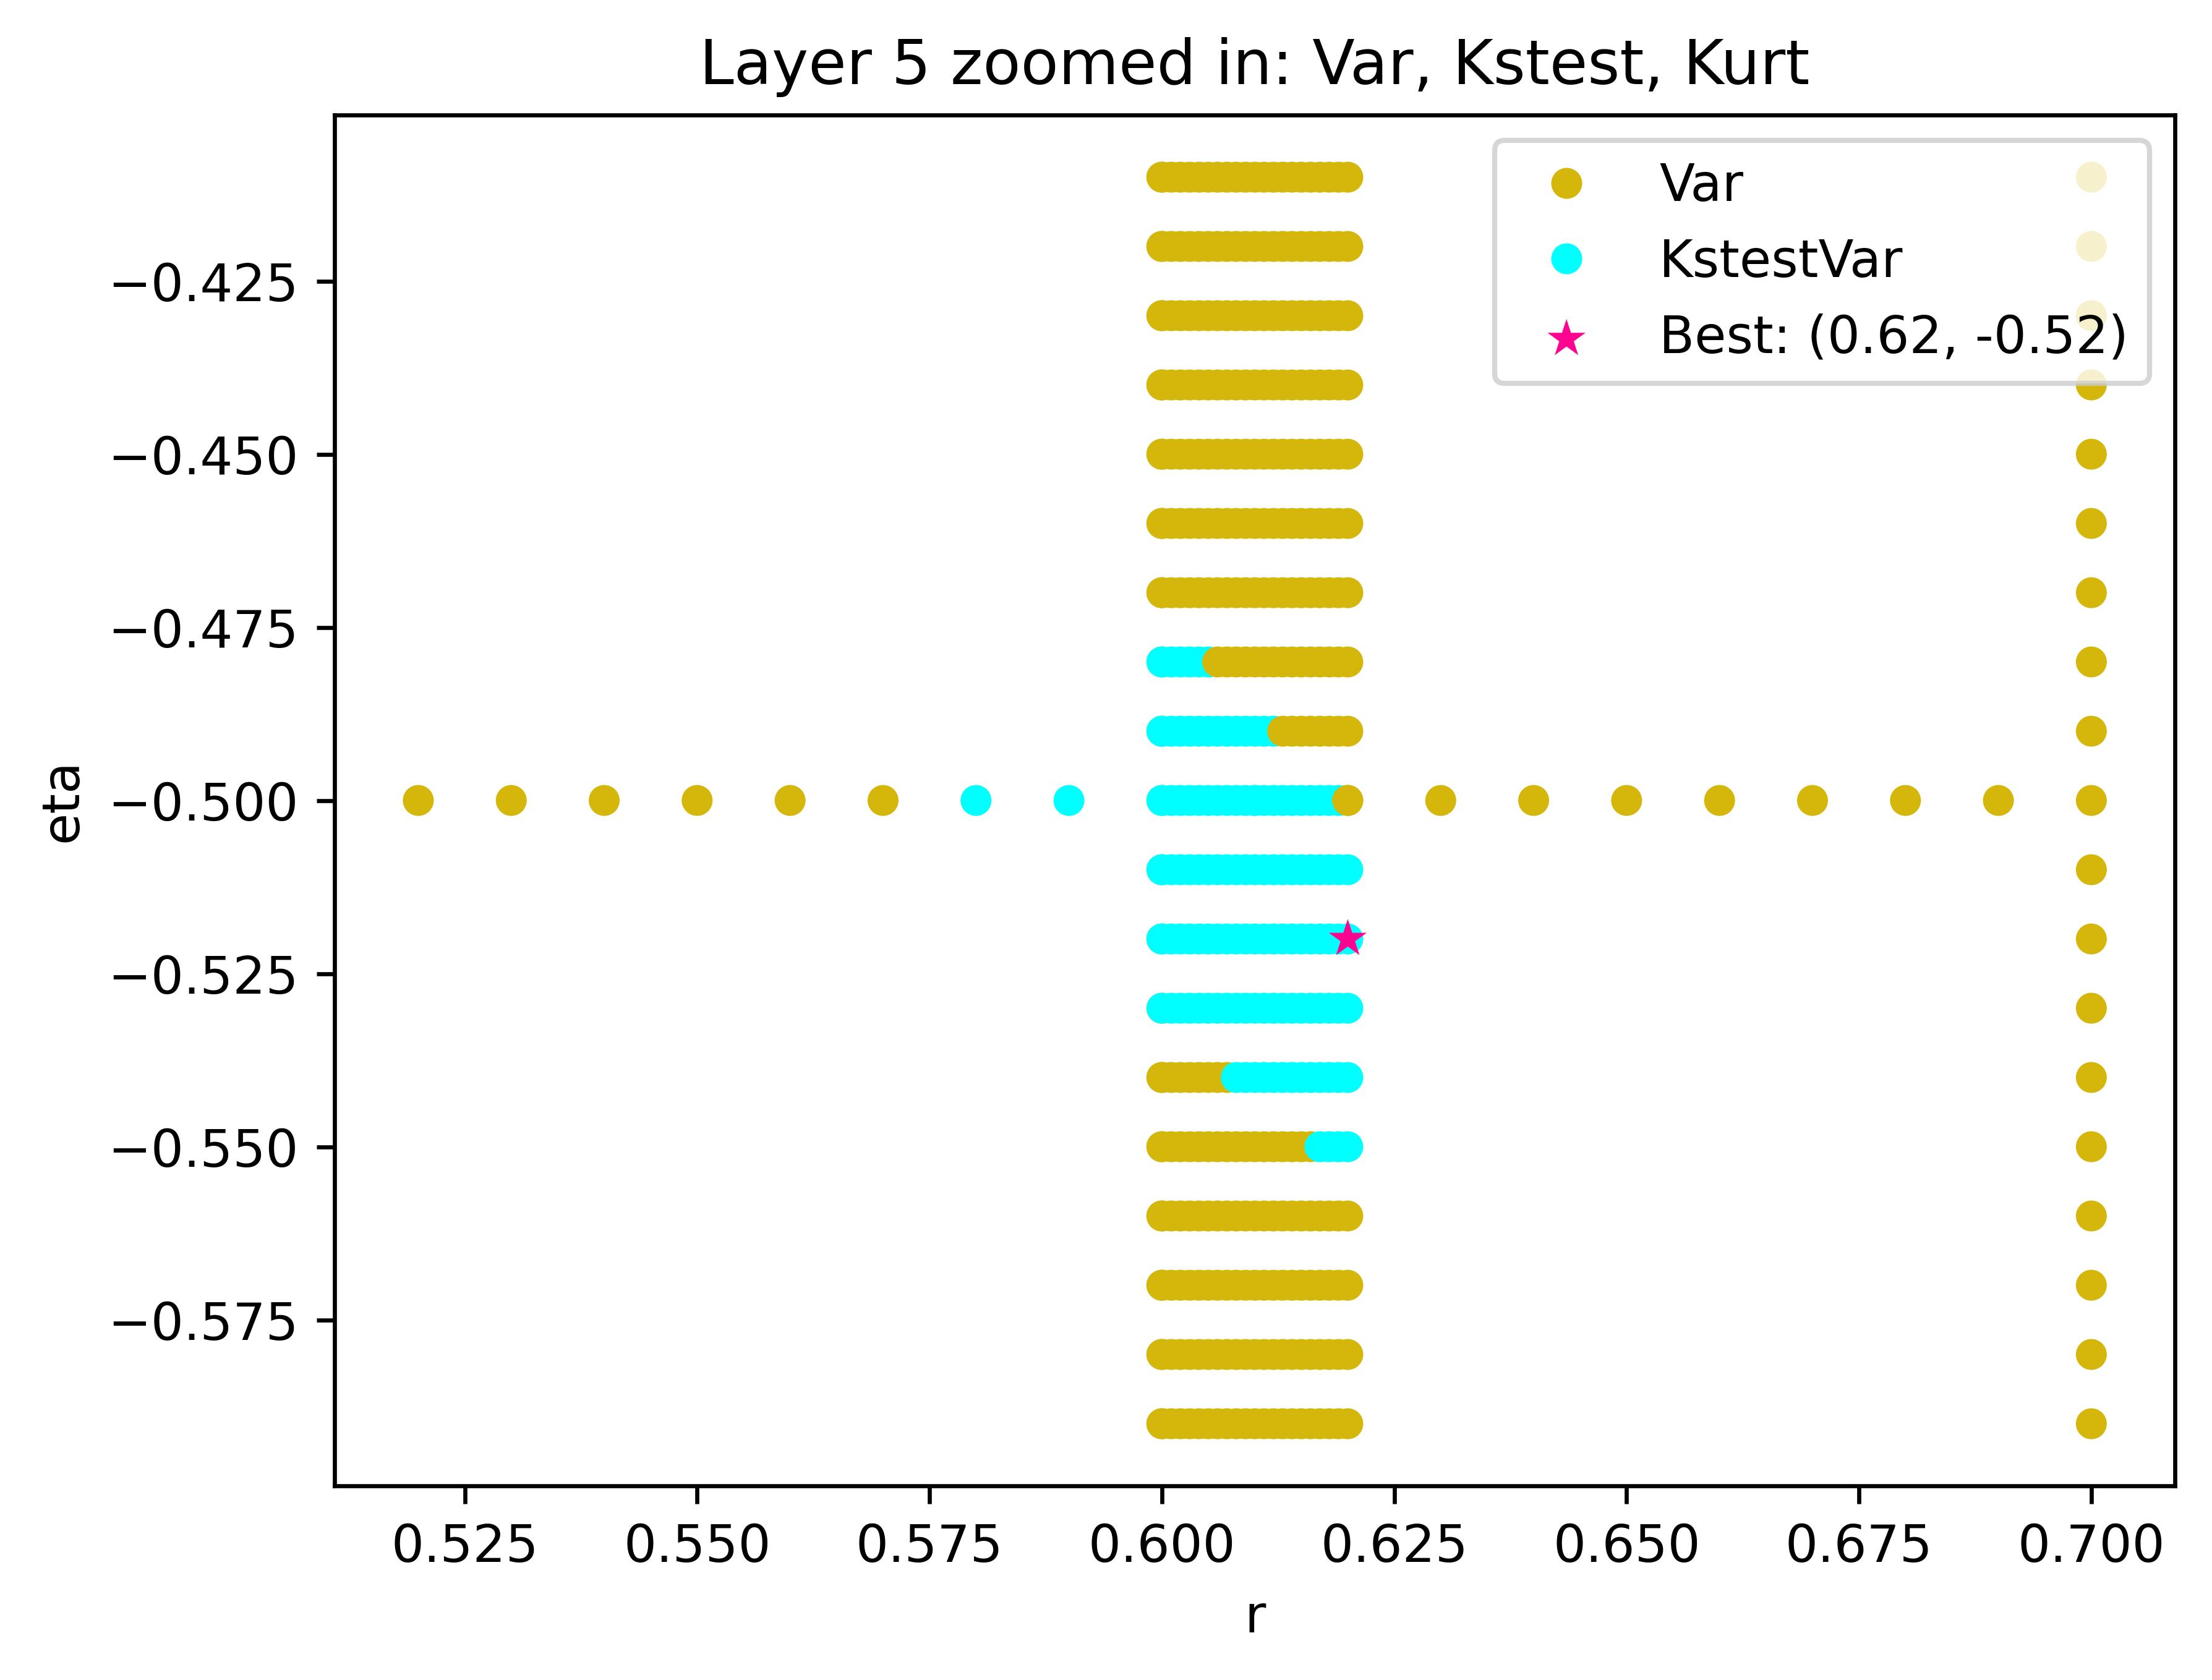 Layer 5 zoomed in: Var, Kstest, Kurt
Var
KstestVar
Best: (0.62, -0.52)
eta
−0.425
−0.450
−0.475
−0.500
−0.525
−0.550
−0.575
0.525 0.550 0.575 0.600 0.625 0.650 0.675 0.700
r